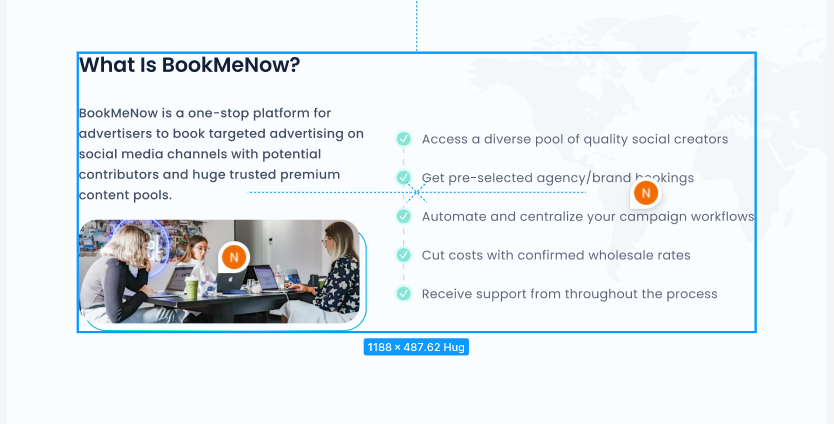 What Is BookMeNow?
BookMeNow is a one-stop platform for
advertisers to book targeted advertising on
social media channels with potential
contributors and huge trusted premium
content pools.
N
Access a diverse pool of quality social creators
Get pre-selected agency/brand bookings
N
Automate and centralize your campaign workflows
Cut costs with confirmed wholesale rates
Receive support from throughout the process
1188 × 487.62 Hug